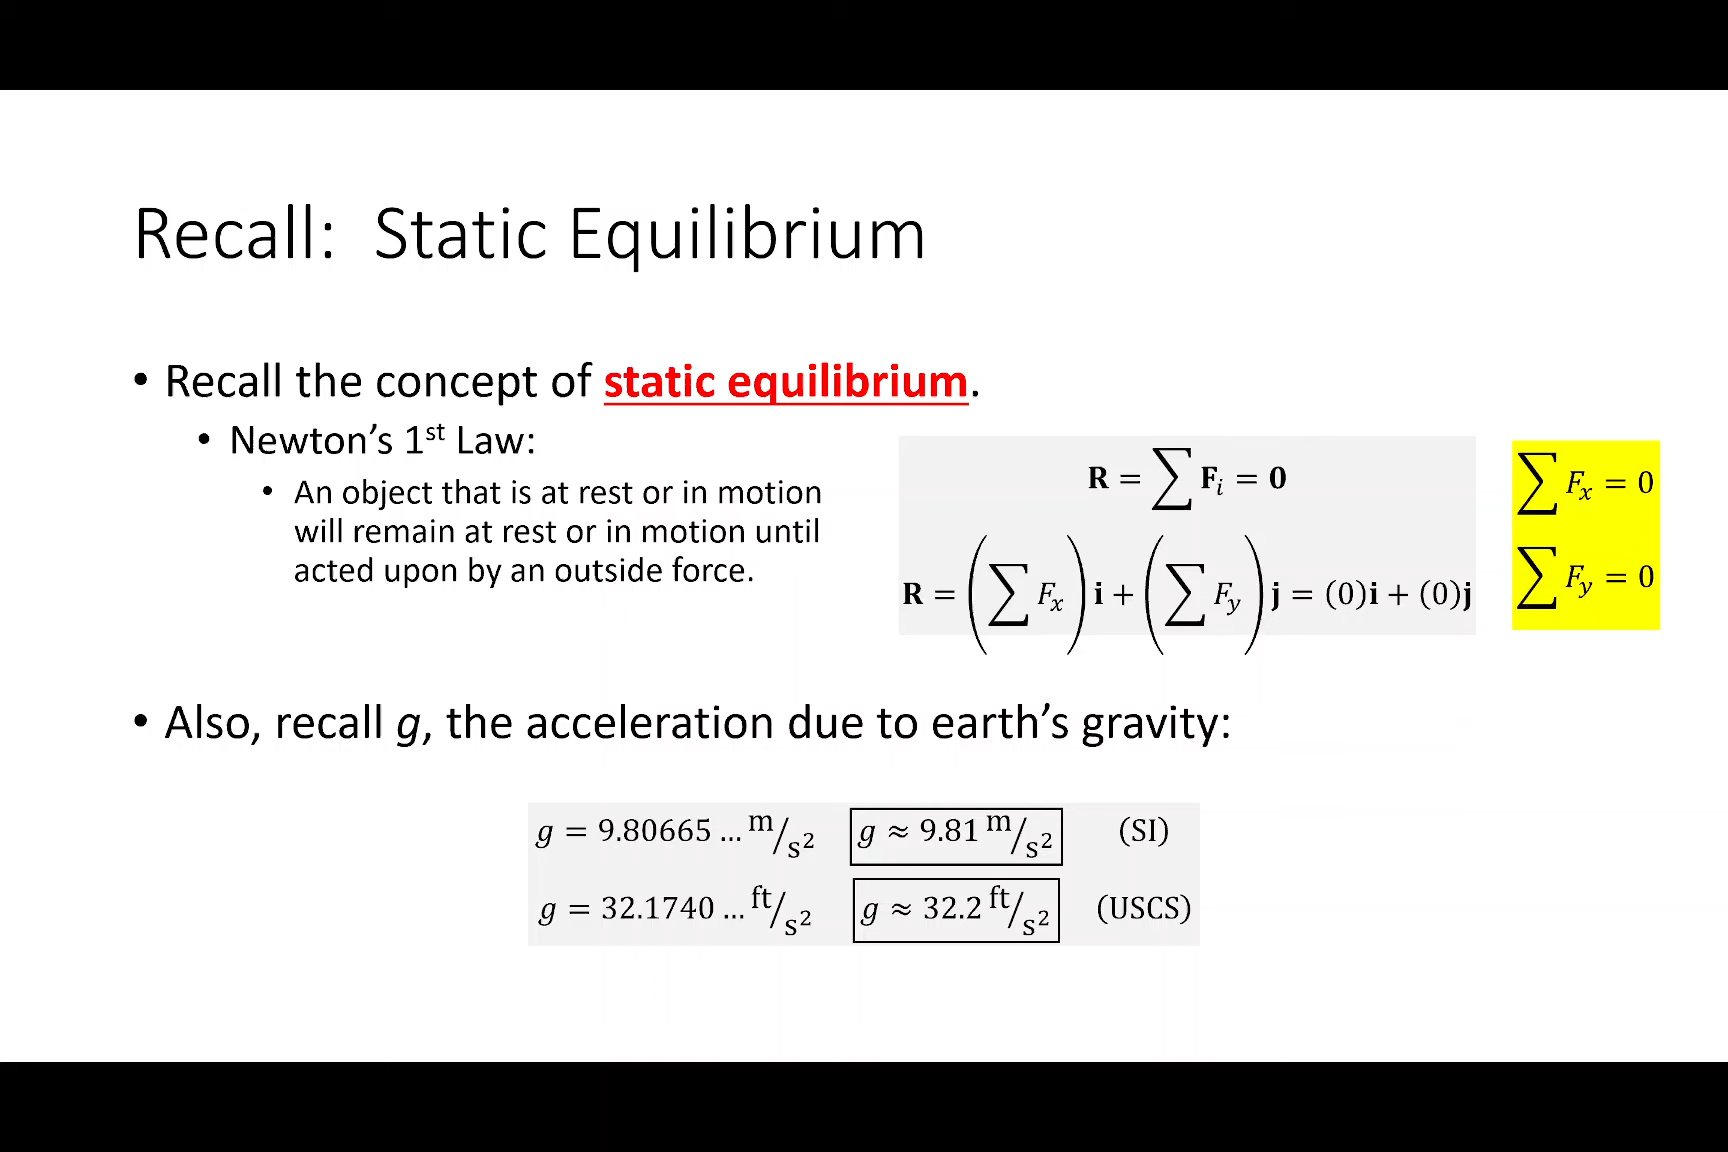 Recall: Static Equilibrium
• Recall the concept of static equilibrium.
• Newton’s 1st Law:
• An object that is at rest or in motion
will remain at rest or in motion until
acted upon by an outside force.
R = ∑ Fᵢ = 0
R = (∑ Fₓ) i + (∑ F_y) j = (0)i + (0)j
∑ Fₓ = 0
∑ F_y = 0
• Also, recall g, the acceleration due to earth’s gravity:
g = 9.80665 … m/s² g ≈ 9.81 m/s² (SI)
g = 32.1740 … ft/s² g ≈ 32.2 ft/s² (USCS)